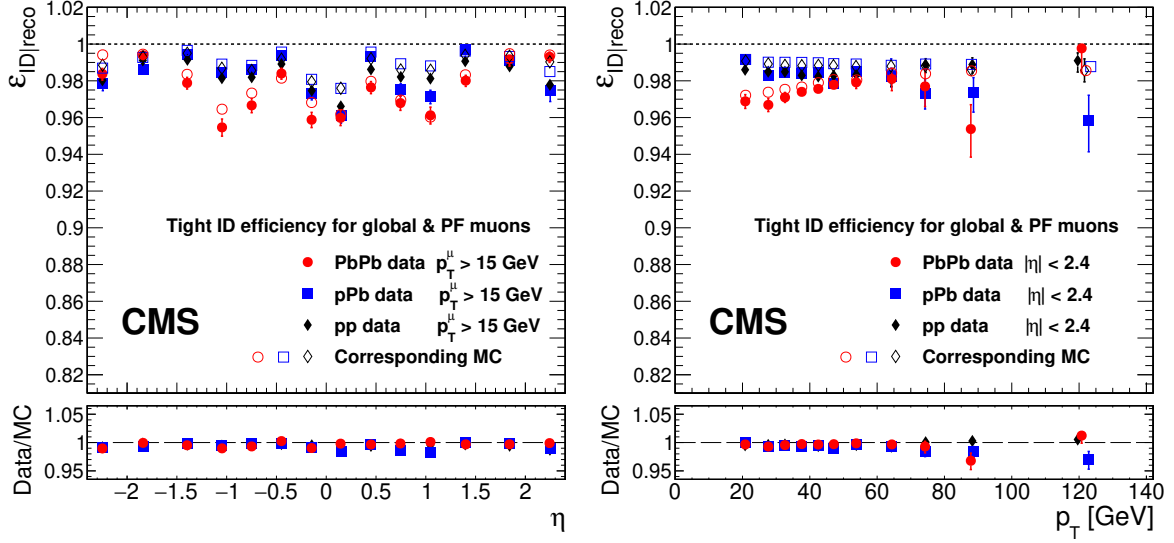 ε_ID|reco
1
0.98
0.96
0.94
0.92
0.9
0.88
0.86
0.84
0.82
Tight ID efficiency for global & PF muons
PbPb data p_T^μ > 15 GeV
pPb data p_T^μ > 15 GeV
pp data p_T^μ > 15 GeV
Corresponding MC
CMS
Data/MC
1.05
1
0.95
−2 −1.5 −1 −0.5 0 0.5 1 1.5 2
η
ε_ID|reco
1
0.98
0.96
0.94
0.92
0.9
0.88
0.86
0.84
0.82
Tight ID efficiency for global & PF muons
PbPb data |η| < 2.4
pPb data |η| < 2.4
pp data |η| < 2.4
Corresponding MC
CMS
Data/MC
1.05
1
0.95
0 20 40 60 80 100 120 140
p_T [GeV]